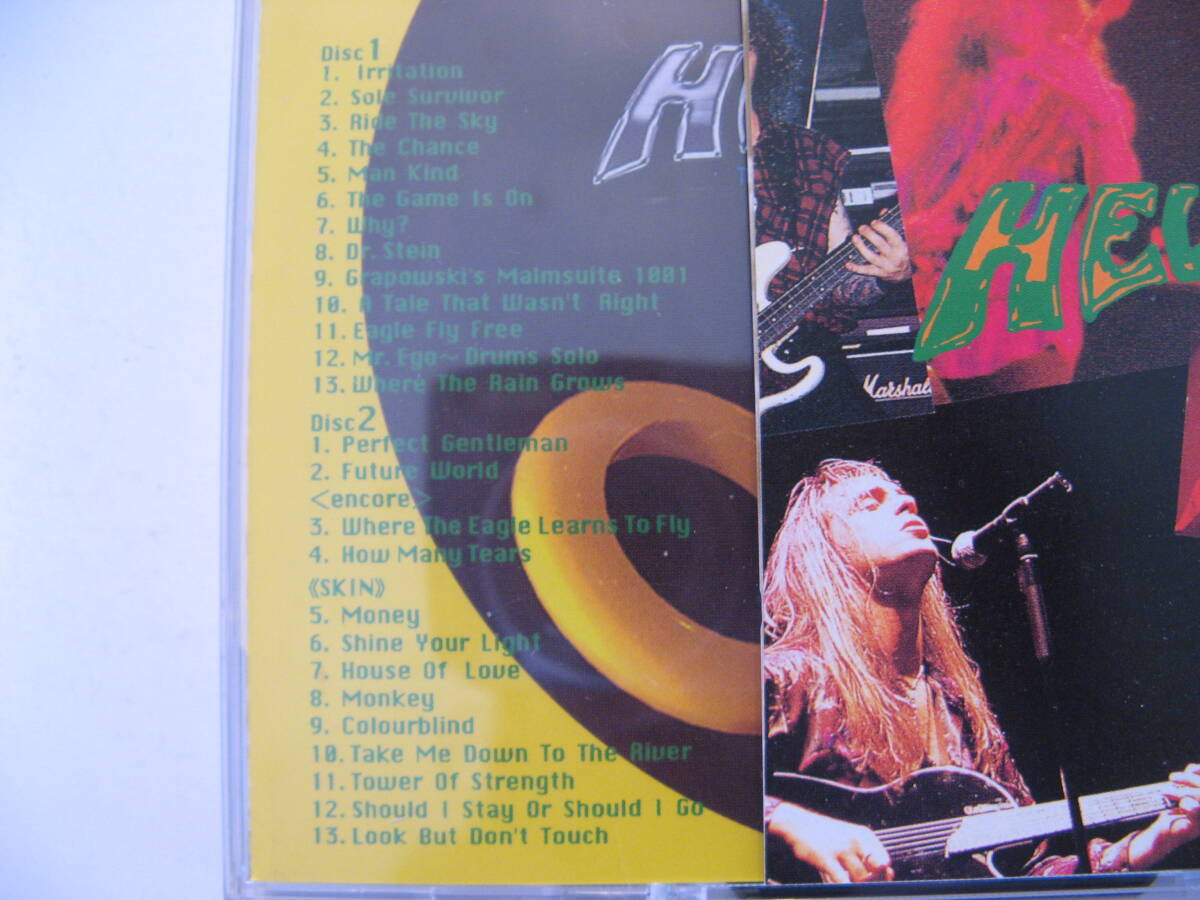 Disc 1
1. Irritation
2. Sole Survivor
3. Ride The Sky
4. The Chance
5. Man Kind
6. The Game Is On
7. Why?
8. Dr. Stein
9. Grapowski's Malmsuite 1001
10. A Tale That Wasn't Right
11. Eagle Fly Free
12. Mr. Ego~Drums Solo
13. Where The Rain Grows
Disc 2
1. Perfect Gentleman
2. Future World
<encore>
3. Where The Eagle Learns To Fly
4. How Many Tears
《SKIN》
5. Money
6. Shine Your Light
7. House Of Love
8. Monkey
9. Colourblind
10. Take Me Down To The River
11. Tower Of Strength
12. Should I Stay Or Should I Go
13. Look But Don't Touch
H
Marshall
HEL